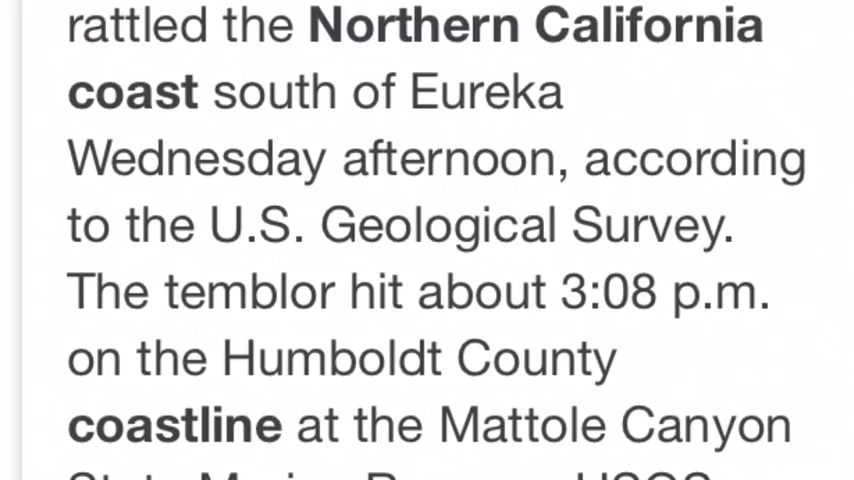 rattled the Northern California
coast south of Eureka
Wednesday afternoon, according
to the U.S. Geological Survey.
The temblor hit about 3:08 p.m.
on the Humboldt County
coastline at the Mattole Canyon